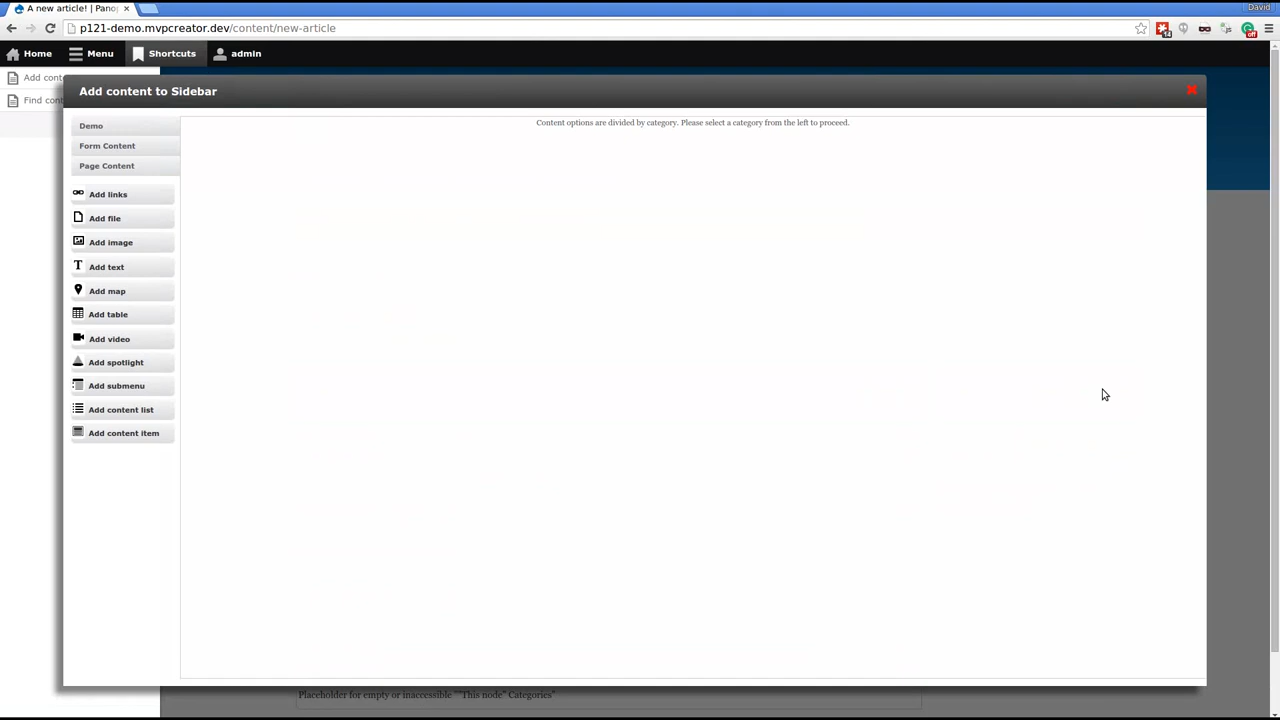 David
A new article! | Pano
p121-demo.mvpcreator.dev/content/new-article
14
off
Home
Menu
Shortcuts
admin
Add cont
Find cont
Add content to Sidebar
Demo
Form Content
Page Content
Add links
Add file
Add image
Add text
Add map
Add table
Add video
Add spotlight
Add submenu
Add content list
Add content item
Content options are divided by category. Please select a category from the left to proceed.
Placeholder for empty or inaccessible ""This node" Categories"